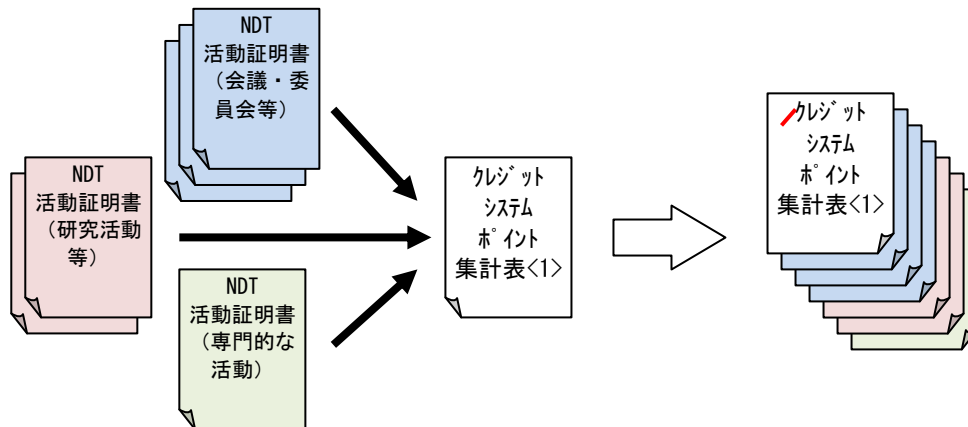 NDT
活動証明書
（会議・委
員会等）
NDT
活動証明書
（研究活動
等）
NDT
活動証明書
（専門的な
活動）
ｸﾚｼﾞｯﾄ
ｼｽﾃﾑ
ﾎﾟｲﾝﾄ
集計表<1>
ｸﾚｼﾞｯﾄ
ｼｽﾃﾑ
ﾎﾟｲﾝﾄ
集計表<1>